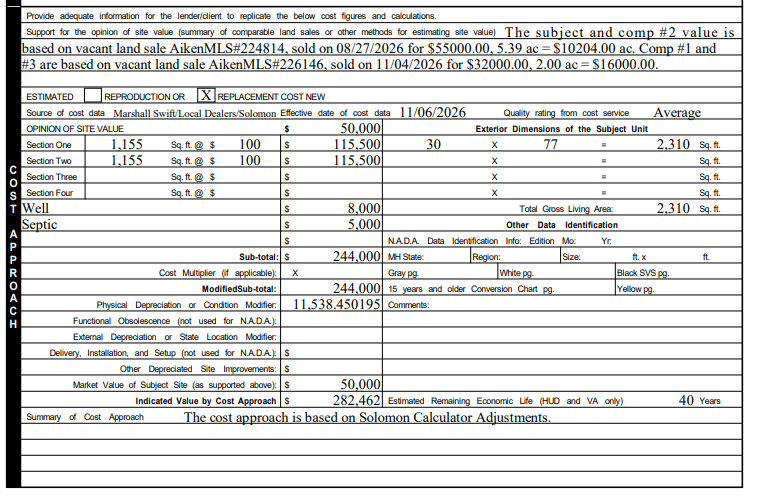 Provide adequate information for the lender/client to replicate the below cost figures and calculations.
Support for the opinion of site value (summary of comparable land sales or other methods for estimating site value) The subject and comp #2 value is
based on vacant land sale AikenMLS#224814, sold on 08/27/2026 for $55000.00, 5.39 ac = $10204.00 ac. Comp #1 and
#3 are based on vacant land sale AikenMLS#226146, sold on 11/04/2026 for $32000.00, 2.00 ac = $16000.00.
ESTIMATED REPRODUCTION OR X REPLACEMENT COST NEW
Source of cost data Marshall Swift/Local Dealers/Solomon Effective date of cost data 11/06/2026 Quality rating from cost service Average
OPINION OF SITE VALUE $ 50,000 Exterior Dimensions of the Subject Unit
Section One 1,155 Sq. ft. @ $ 100 $ 115,500 30 X 77 = 2,310 Sq. ft.
Section Two 1,155 Sq. ft. @ $ 100 $ 115,500 X = Sq. ft.
Section Three Sq. ft. @ $ $ X = Sq. ft.
Section Four Sq. ft. @ $ $ X = Sq. ft.
Well $ 8,000 Total Gross Living Area: 2,310 Sq. ft.
Septic $ 5,000 Other Data Identification
$ N.A.D.A. Data Identification Info: Edition Mo: Yr:
Sub-total: $ 244,000 MH State: Region: Size: ft. x ft.
Cost Multiplier (if applicable): X Gray pg. White pg. Black SVS pg.
Modified Sub-total: 244,000 15 years and older Conversion Chart pg. Yellow pg.
Physical Depreciation or Condition Modifier: 11,538.450195 Comments:
Functional Obsolescence (not used for N.A.D.A.):
External Depreciation or State Location Modifier:
Delivery, Installation, and Setup (not used for N.A.D.A.): $
Other Depreciated Site Improvements: $
Market Value of Subject Site (as supported above): $ 50,000
Indicated Value by Cost Approach $ 282,462 Estimated Remaining Economic Life (HUD and VA only) 40 Years
Summary of Cost Approach The cost approach is based on Solomon Calculator Adjustments.
COST APPROACH